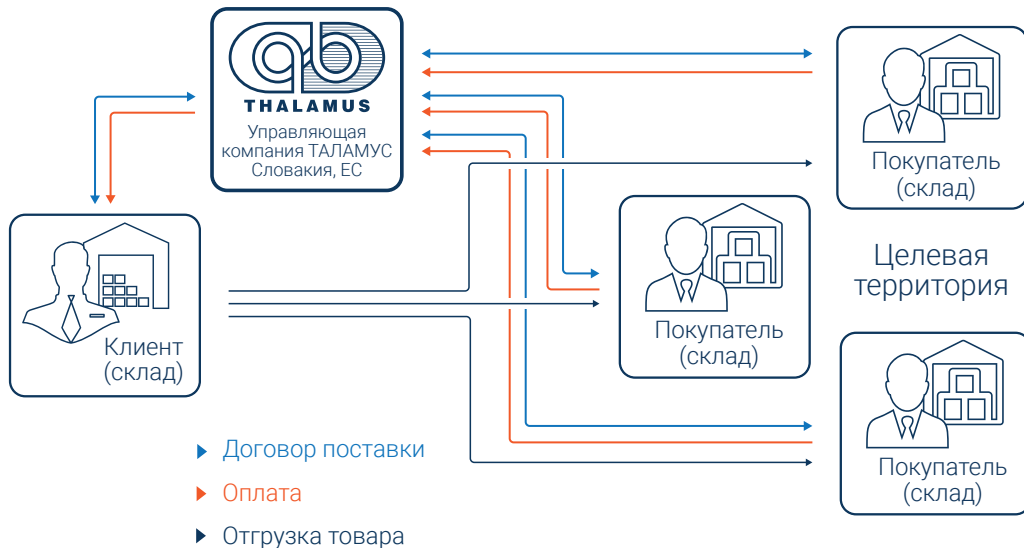 THALAMUS
Управляющая
компания ТАЛАМУС
Словакия, ЕС
Покупатель
(склад)
Целевая
территория
Клиент
(склад)
Покупатель
(склад)
Покупатель
(склад)
Договор поставки
Оплата
Отгрузка товара